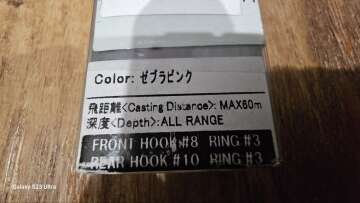 Color: ゼブラピンク
飛距離<Casting Distance>: MAX60m
深度<Depth>:ALL RANGE
FRONT HOOK #8 RING #3
REAR HOOK #10 RING #3
Galaxy S23 Ultra